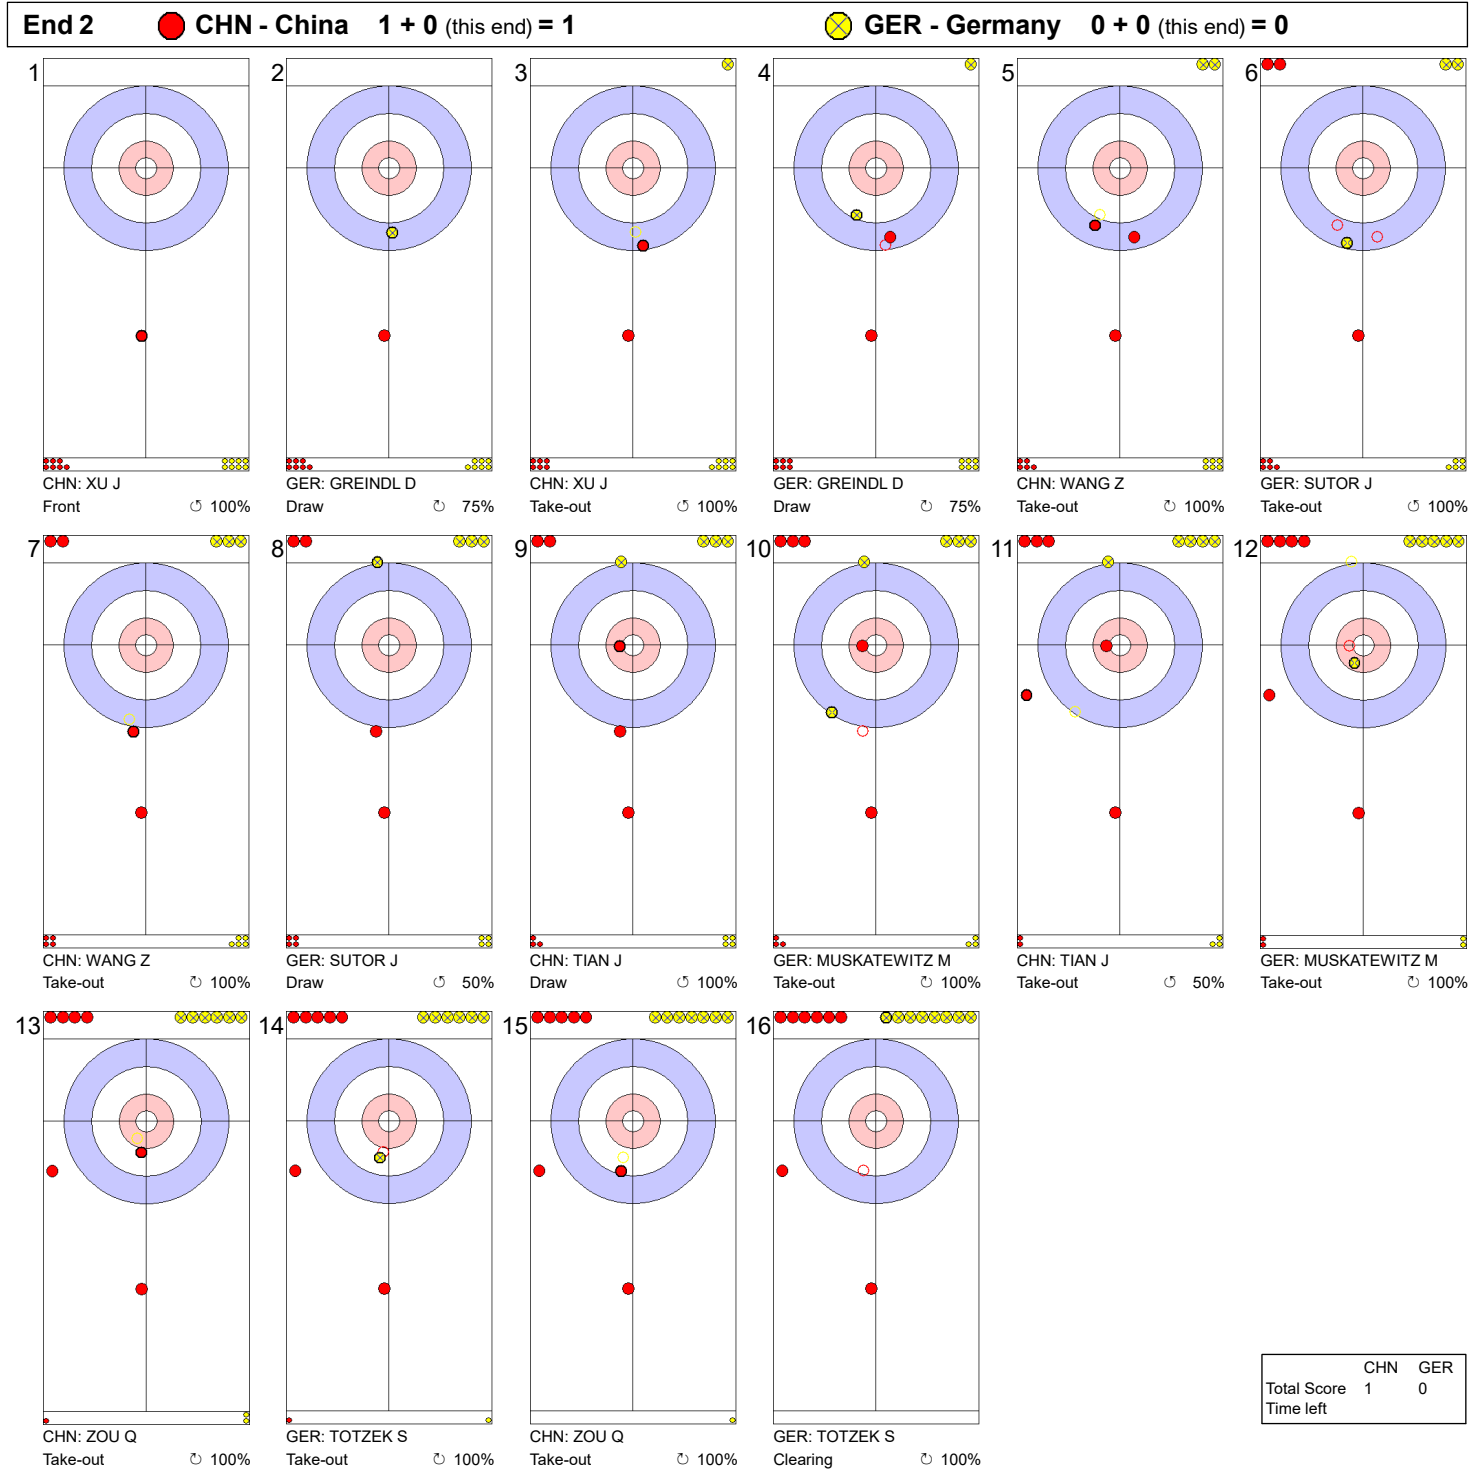 End 2 CHN - China 1 + 0 (this end) = 1 GER - Germany 0 + 0 (this end) = 0
1 2 3 4 5 6
CHN: XU J GER: GREINDL D CHN: XU J GER: GREINDL D CHN: WANG Z GER: SUTOR J
Front ↺ 100% Draw ↻ 75% Take-out ↺ 100% Draw ↻ 75% Take-out ↺ 100% Take-out ↻ 100%
7 8 9 10 11 12
CHN: WANG Z GER: SUTOR J CHN: TIAN J GER: MUSKATEWITZ M CHN: TIAN J GER: MUSKATEWITZ M
Take-out ↻ 100% Draw ↺ 50% Draw ↺ 100% Take-out ↻ 100% Take-out ↺ 50% Take-out ↻ 100%
13 14 15 16
CHN: ZOU Q GER: TOTZEK S CHN: ZOU Q GER: TOTZEK S
Take-out ↻ 100% Take-out ↻ 100% Take-out ↻ 100% Clearing ↻ 100%
CHN GER
Total Score 1 0
Time left